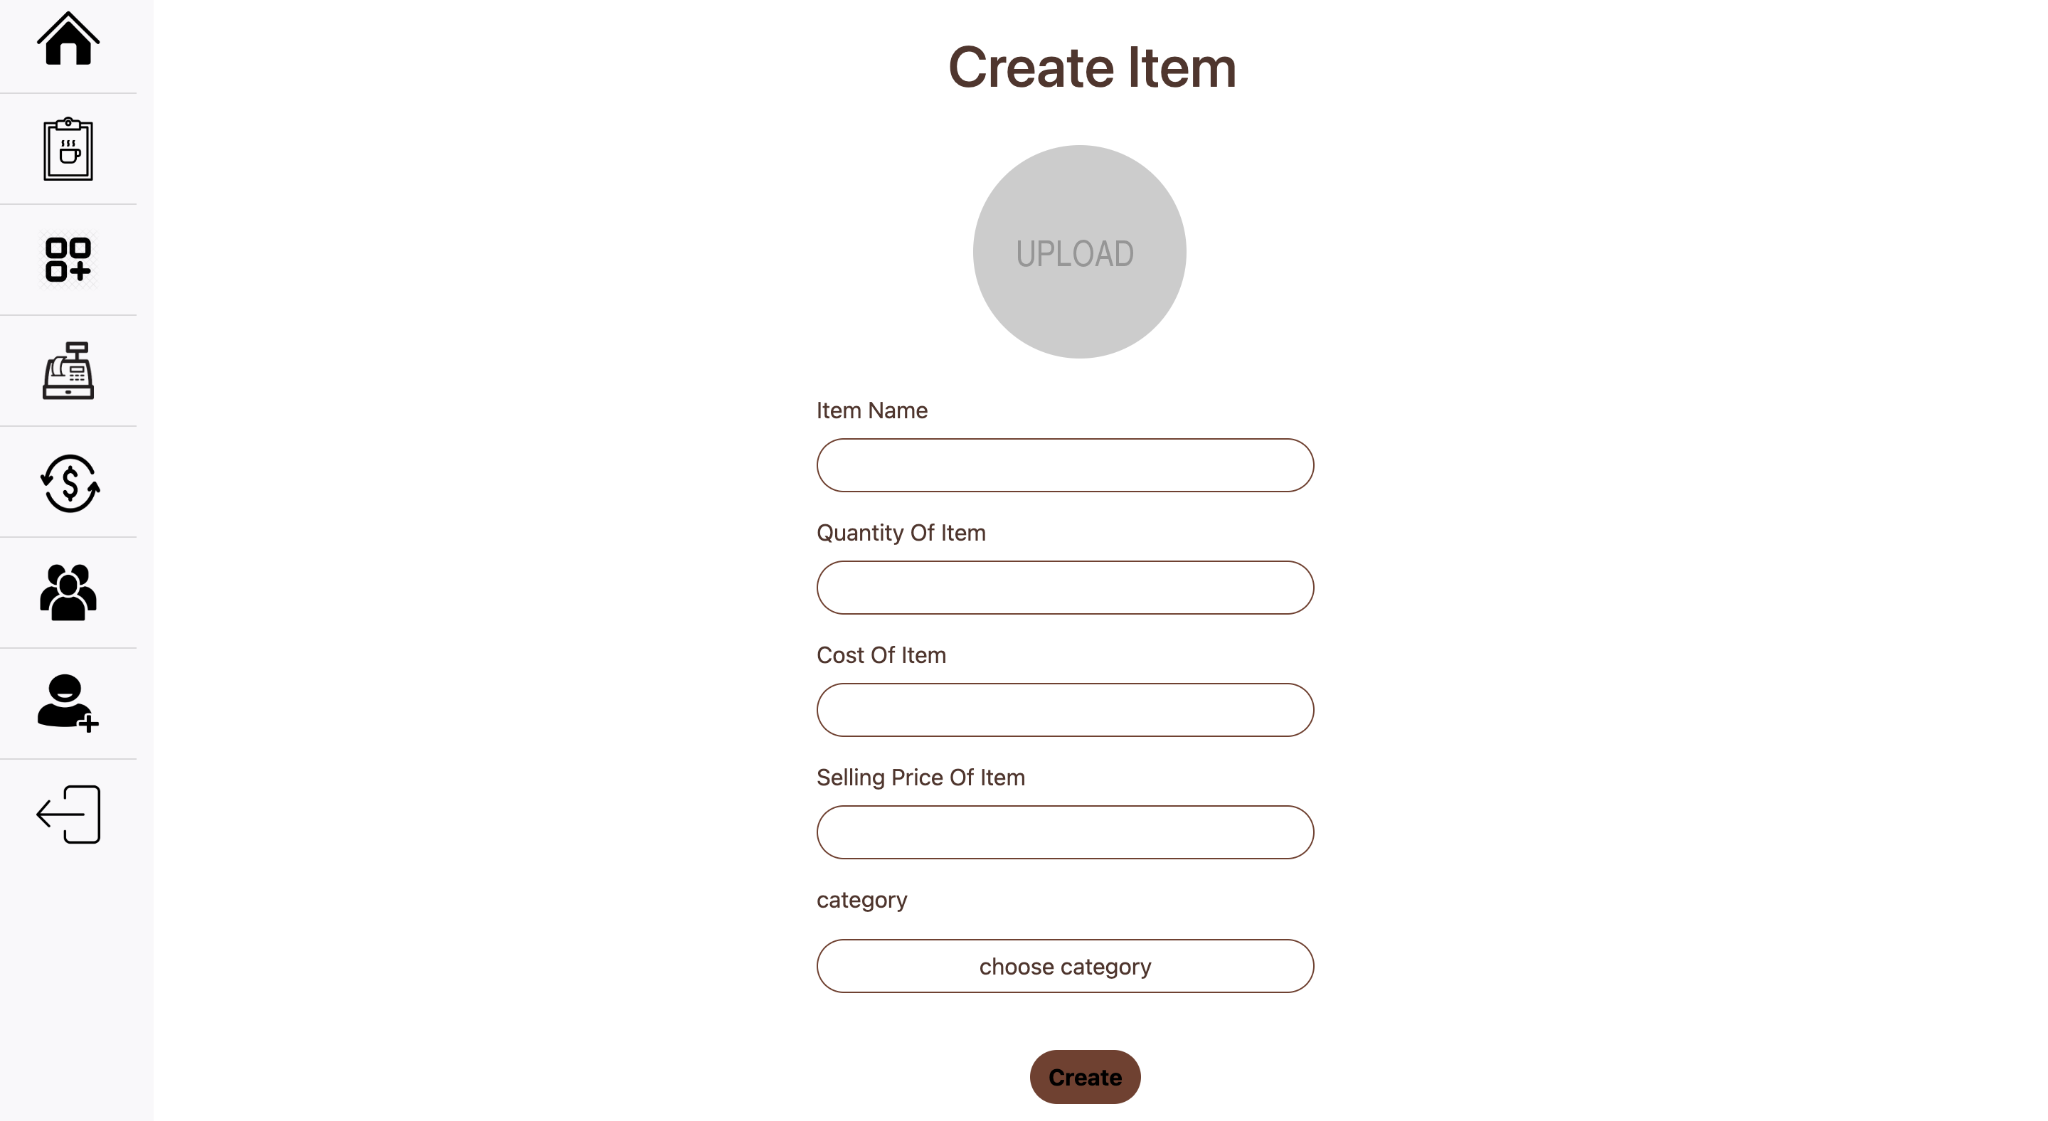 Create Item
UPLOAD
Item Name
Quantity Of Item
Cost Of Item
Selling Price Of Item
category
choose category
Create